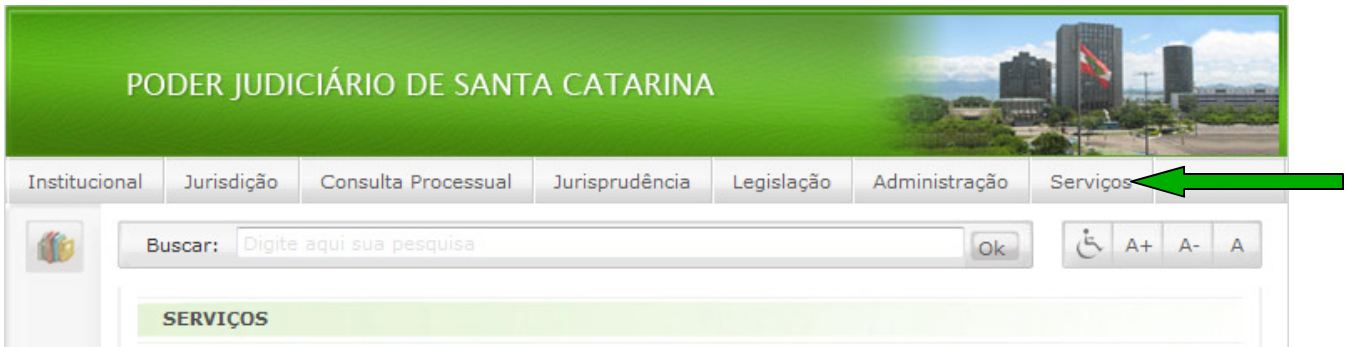 PODER JUDICIÁRIO DE SANTA CATARINA
Institucional Jurisdição Consulta Processual Jurisprudência Legislação Administração Serviços
Buscar: Digite aqui sua pesquisa Ok A+ A- A
SERVIÇOS